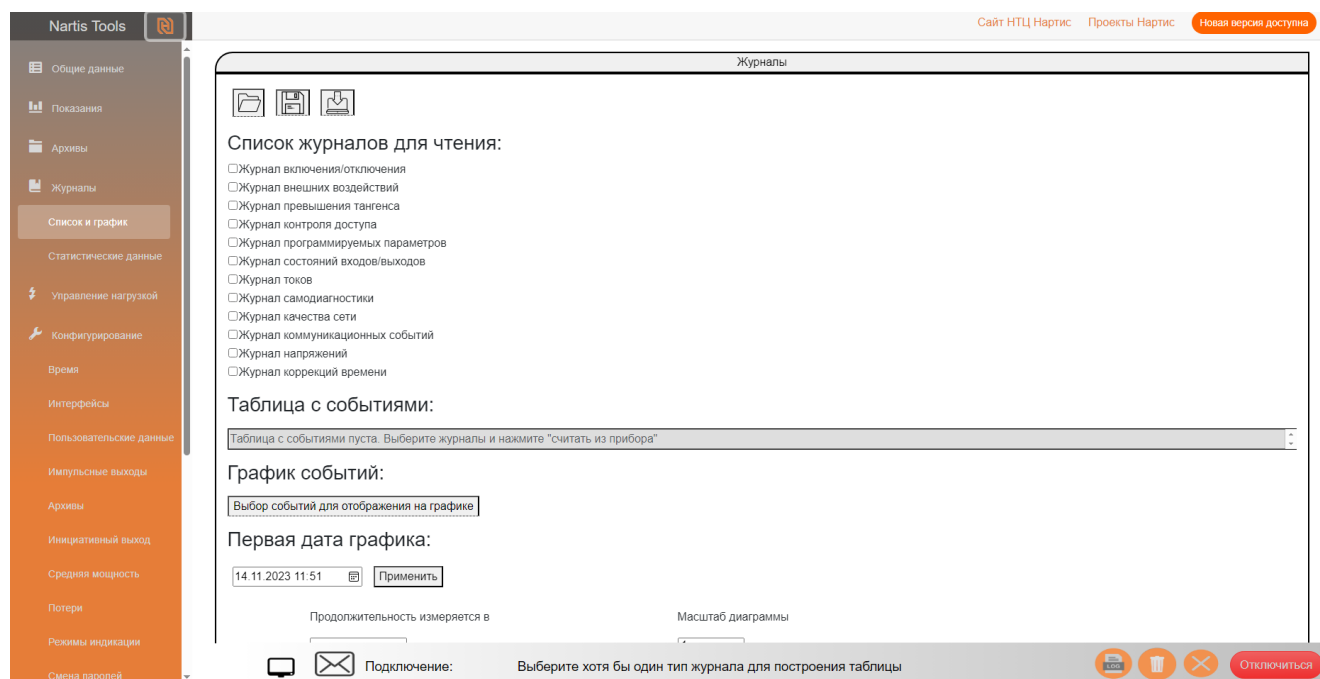 Nartis Tools
Сайт НТЦ Нартис Проекты Нартис Новая версия доступна
Общие данные
Показания
Архивы
Журналы
Список и график
Статистические данные
Управление нагрузкой
Конфигурирование
Время
Интерфейсы
Пользовательские данные
Импульсные выходы
Архивы
Инициативный выход
Средняя мощность
Потери
Режимы индикации
Смена паролей
Журналы
Список журналов для чтения:
Журнал включения/отключения
Журнал внешних воздействий
Журнал превышения тангенса
Журнал контроля доступа
Журнал программируемых параметров
Журнал состояний входов/выходов
Журнал токов
Журнал самодиагностики
Журнал качества сети
Журнал коммуникационных событий
Журнал напряжений
Журнал коррекций времени
Таблица с событиями:
Таблица с событиями пуста. Выберите журналы и нажмите "считать из прибора"
График событий:
Выбор событий для отображения на графике
Первая дата графика:
14.11.2023 11:51 Применить
Продолжительность измеряется в Масштаб диаграммы
Подключение: Выберите хотя бы один тип журнала для построения таблицы LOG Отключиться